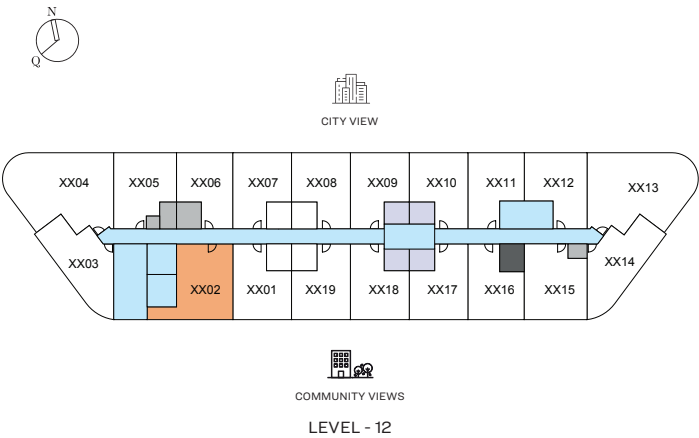 N
Q
CITY VIEW
XX04 XX05 XX06 XX07 XX08 XX09 XX10 XX11 XX12 XX13
XX03 XX14
XX02 XX01 XX19 XX18 XX17 XX16 XX15
COMMUNITY VIEWS
LEVEL - 12